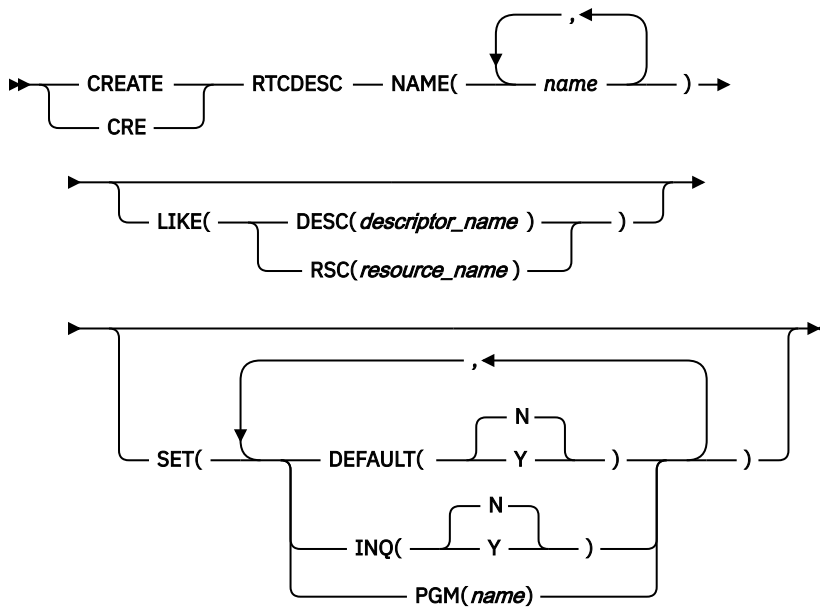 ,
CREATE RTCDESC NAME( name )
CRE
LIKE( DESC(descriptor_name ) )
RSC(resource_name )
,
N
SET( DEFAULT( Y ) )
N
INQ( Y )
PGM(name)